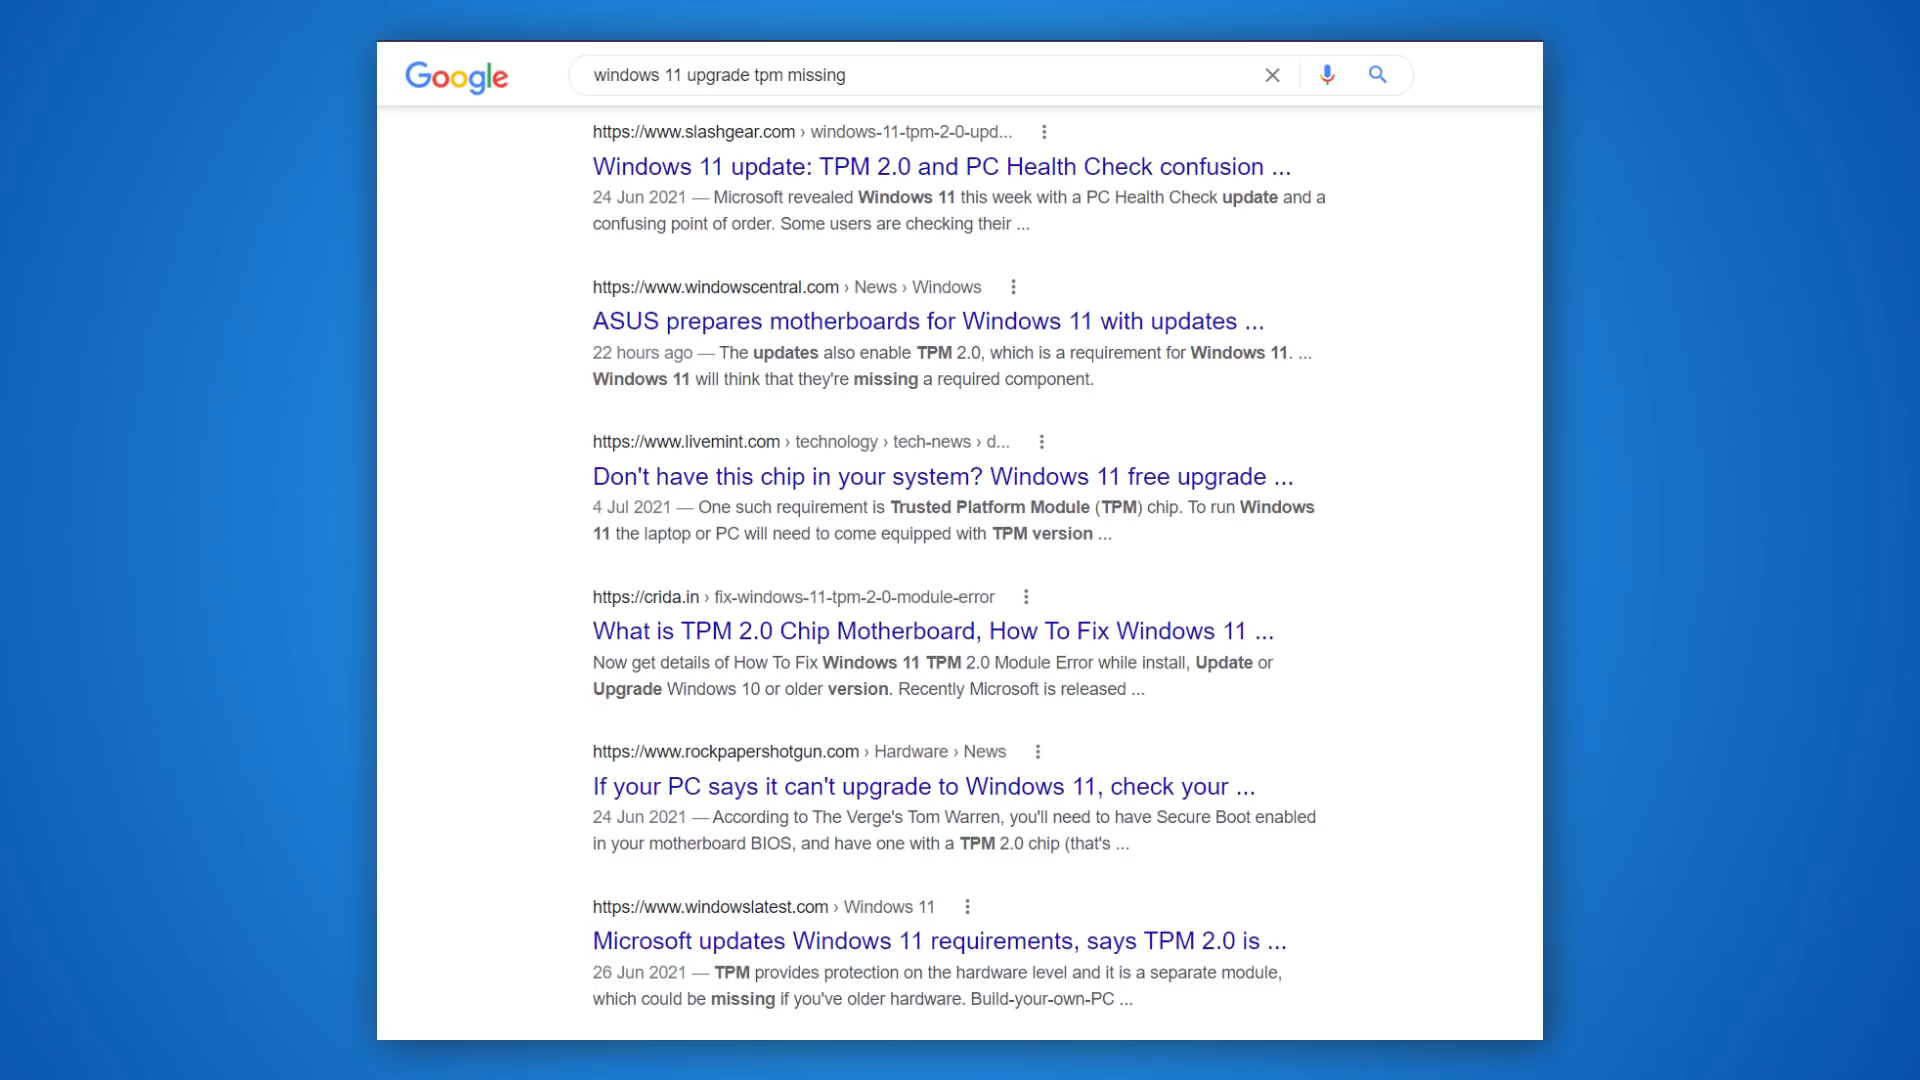 Google
windows 11 upgrade tpm missing
https://www.slashgear.com › windows-11-tpm-2-0-upd...
Windows 11 update: TPM 2.0 and PC Health Check confusion ...
24 Jun 2021 — Microsoft revealed Windows 11 this week with a PC Health Check update and a
confusing point of order. Some users are checking their ...
https://www.windowscentral.com › News › Windows
ASUS prepares motherboards for Windows 11 with updates ...
22 hours ago — The updates also enable TPM 2.0, which is a requirement for Windows 11. ...
Windows 11 will think that they're missing a required component.
https://www.livemint.com › technology › tech-news › d...
Don't have this chip in your system? Windows 11 free upgrade ...
4 Jul 2021 — One such requirement is Trusted Platform Module (TPM) chip. To run Windows
11 the laptop or PC will need to come equipped with TPM version ...
https://crida.in › fix-windows-11-tpm-2-0-module-error
What is TPM 2.0 Chip Motherboard, How To Fix Windows 11 ...
Now get details of How To Fix Windows 11 TPM 2.0 Module Error while install, Update or
Upgrade Windows 10 or older version. Recently Microsoft is released ...
https://www.rockpapershotgun.com › Hardware › News
If your PC says it can't upgrade to Windows 11, check your ...
24 Jun 2021 — According to The Verge's Tom Warren, you'll need to have Secure Boot enabled
in your motherboard BIOS, and have one with a TPM 2.0 chip (that's ...
https://www.windowslatest.com › Windows 11
Microsoft updates Windows 11 requirements, says TPM 2.0 is ...
26 Jun 2021 — TPM provides protection on the hardware level and it is a separate module,
which could be missing if you've older hardware. Build-your-own-PC ...